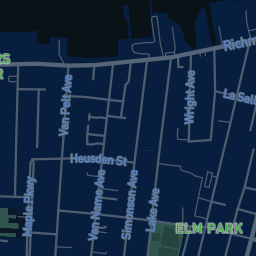 Richm
RS
R
Van Pelt Ave
Wright Ave
La Sall
Heusden St
Maple Pkwy
Van Name Ave
Simonson Ave
Lake Ave
ELM PARK